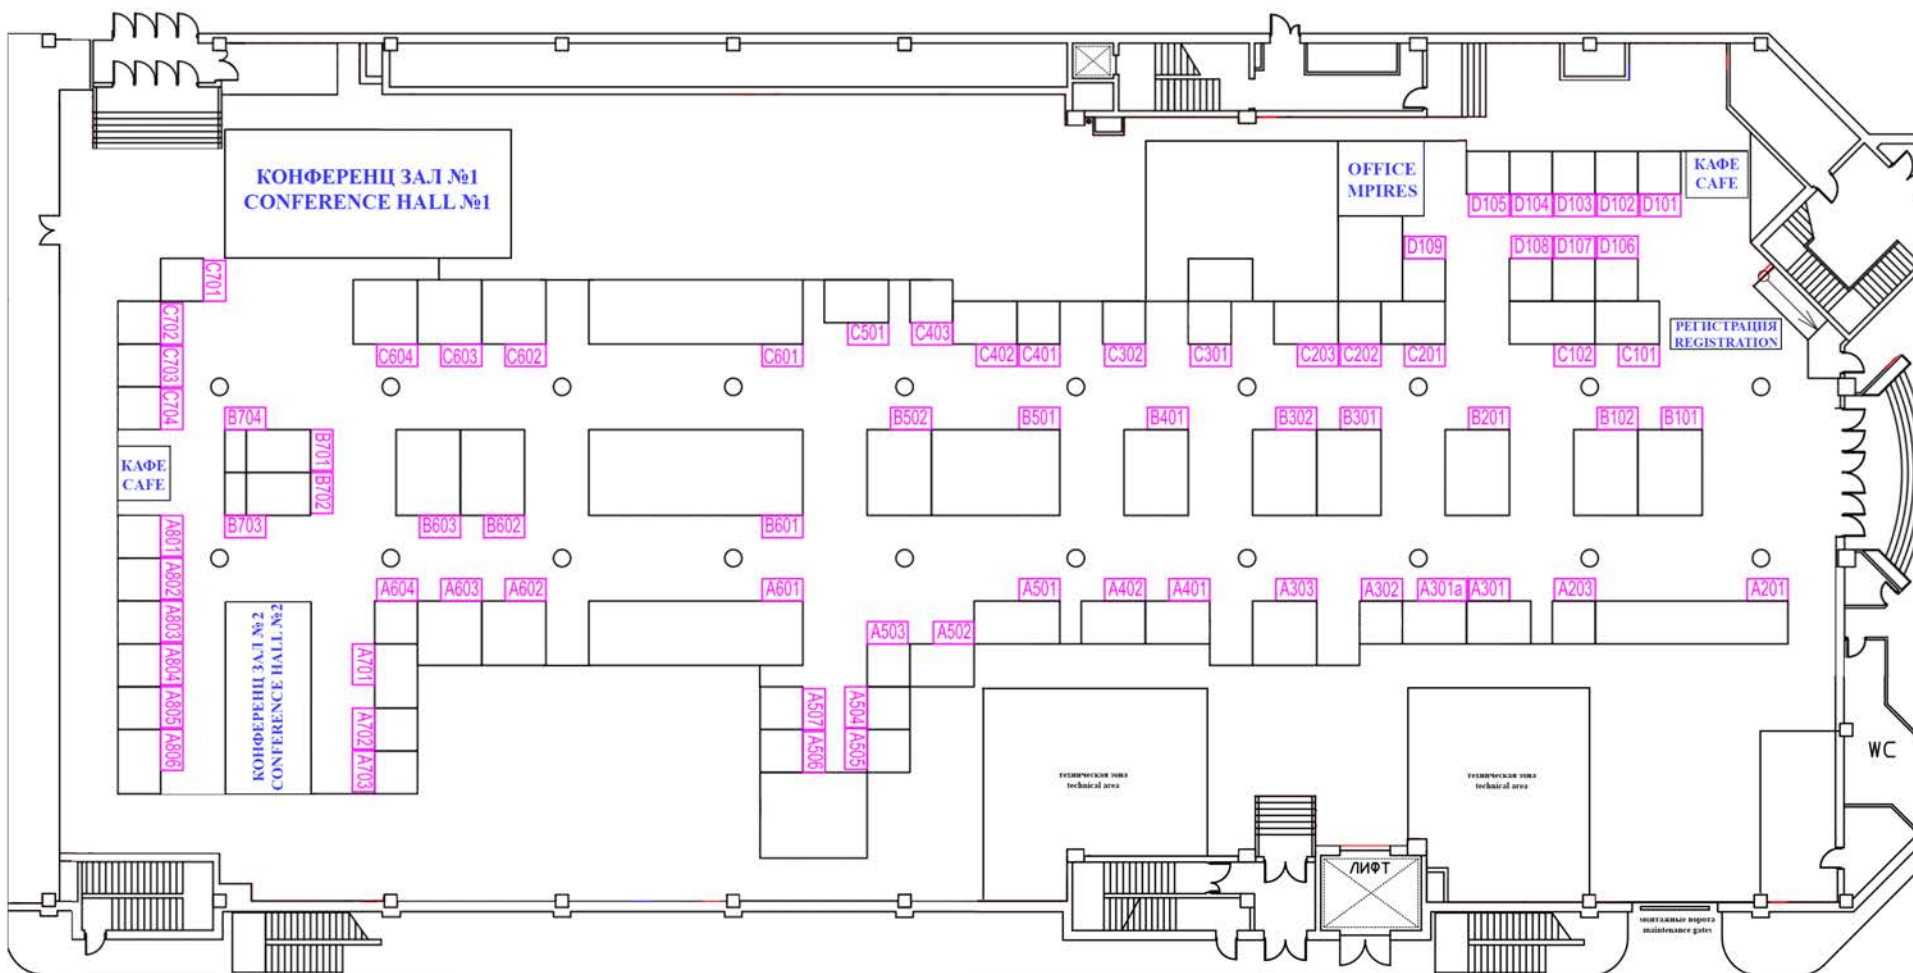 КОНФЕРЕНЦ ЗАЛ №1
CONFERENCE HALL №1
OFFICE
MPIRES
КАФЕ
CAFE
D105
D104
D103
D102
D101
D109
D108
D107
D106
C701
C702
C703
C704
C604
C603
C602
C601
C501
C403
C402
C401
C302
C301
C203
C202
C201
C102
C101
РЕГИСТРАЦИЯ
REGISTRATION
B704
B701
B702
B703
B603
B602
B601
B502
B501
B401
B302
B301
B201
B102
B101
КАФЕ
CAFE
A801
A802
A803
A804
A805
A806
КОНФЕРЕНЦ ЗАЛ №2
CONFERENCE HALL №2
A604
A603
A602
A601
A701
A702
A703
A501
A402
A401
A303
A302
A301a
A301
A203
A201
A503
A502
A507
A504
A506
A505
техническая зона
technical area
техническая зона
technical area
WC
ЛИФТ
монтажные ворота
maintenance gates